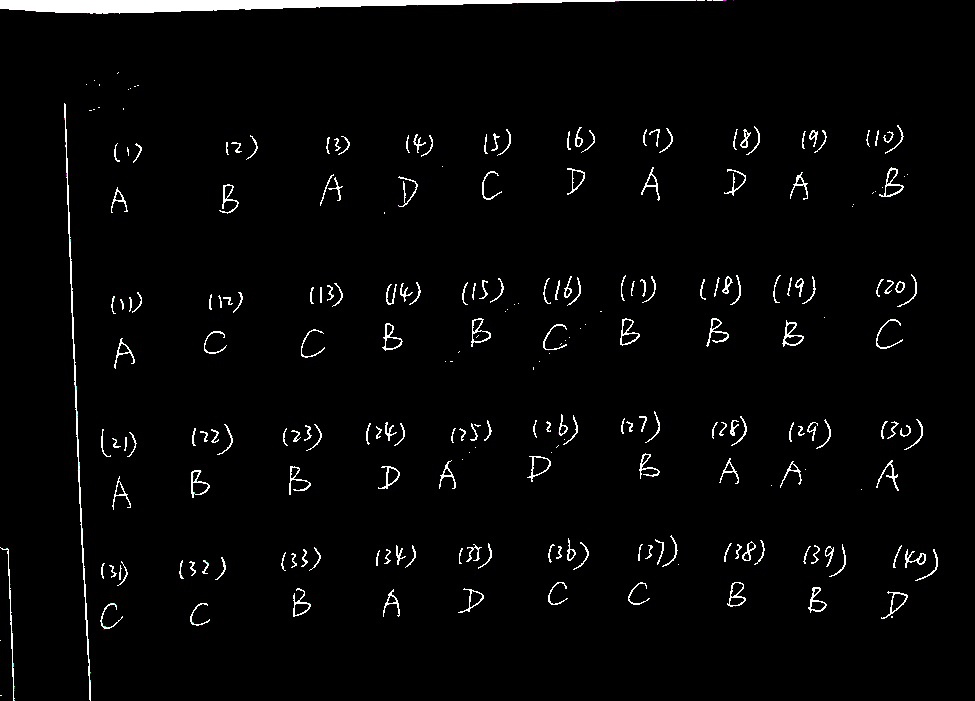 (1) (2) (3) (4) (5) (6) (7) (8) (9) (10)
A B A D C D A D A B
(11) (12) (13) (14) (15) (16) (17) (18) (19) (20)
A C C B B C B B B C
(21) (22) (23) (24) (25) (26) (27) (28) (29) (30)
A B B D A D B A A A
(31) (32) (33) (34) (35) (36) (37) (38) (39) (40)
C C B A D C C B B D